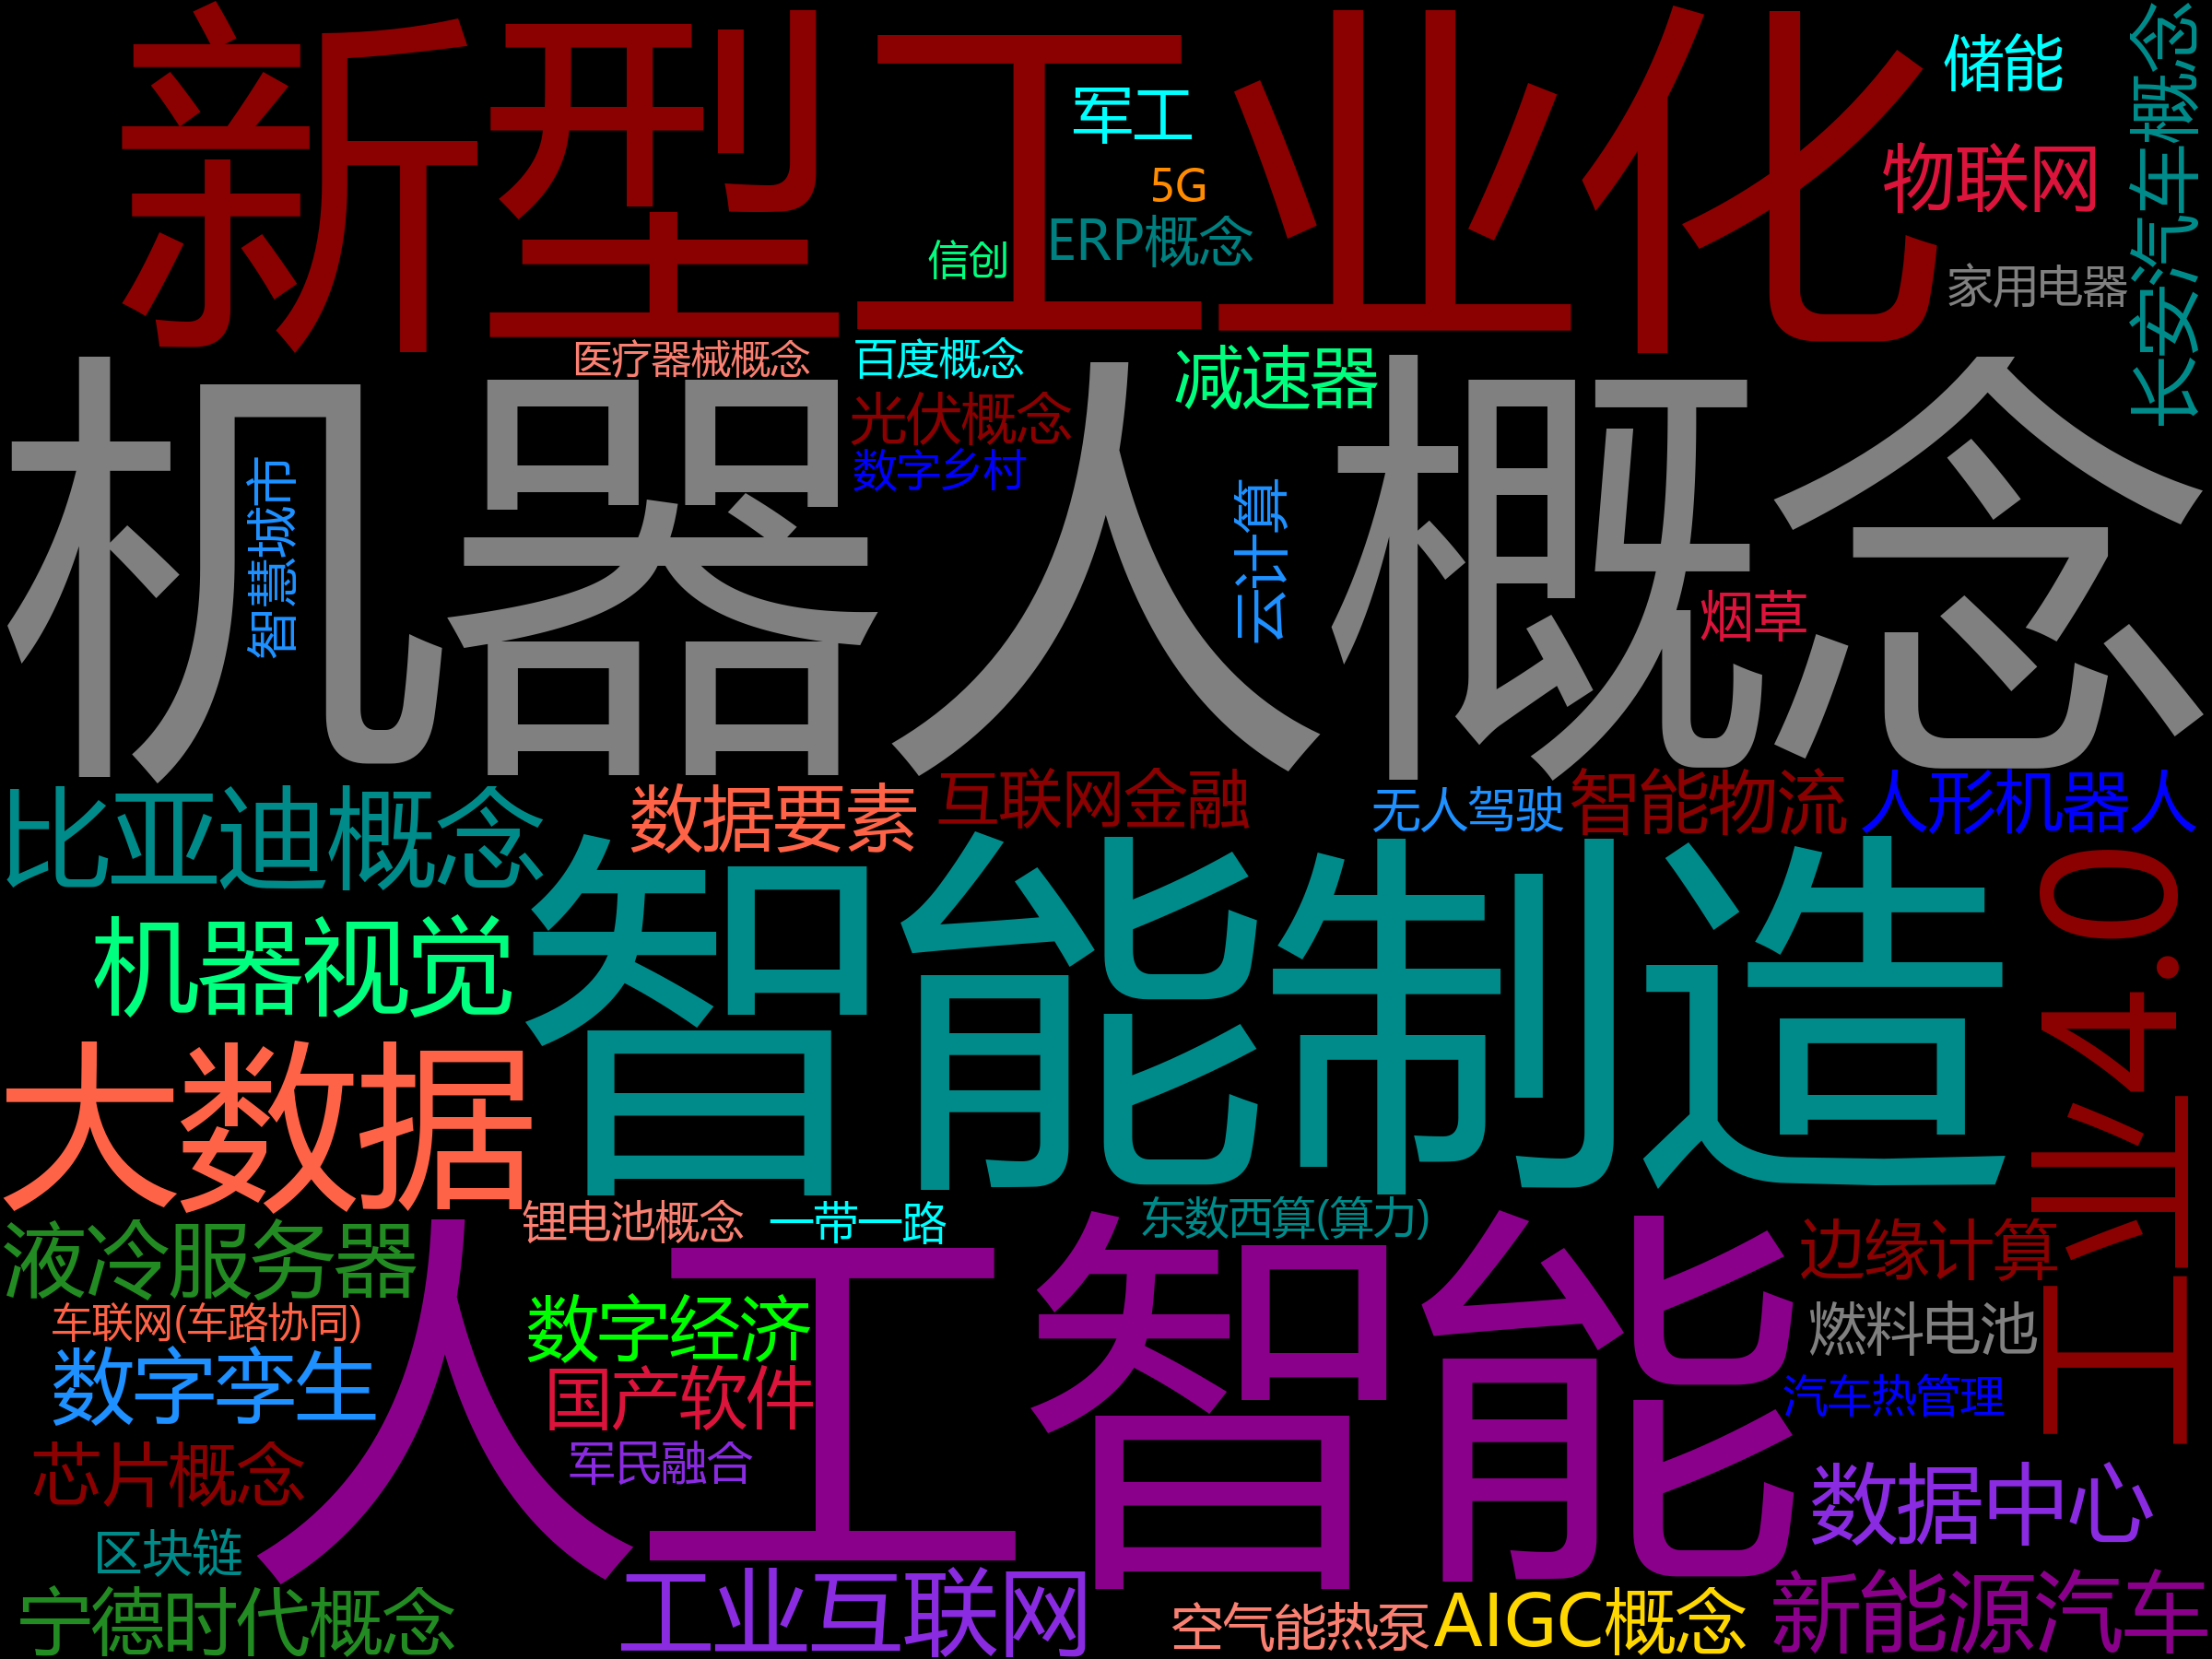 新型工业化
储能
长安汽车概念
军工
物联网
5G
ERP概念
信创
家用电器
医疗器械概念
百度概念
减速器
机器人概念
光伏概念
数字乡村
智慧城市
云计算
烟草
比亚迪概念
数据要素
互联网金融
无人驾驶
智能物流
人形机器人
机器视觉
智能制造
工业4.0
大数据
锂电池概念
一带一路
东数西算(算力)
液冷服务器
人工智能
边缘计算
车联网(车路协同)
数字经济
燃料电池
数字孪生
国产软件
汽车热管理
芯片概念
军民融合
数据中心
区块链
宁德时代概念
工业互联网
空气能热泵
AIGC概念
新能源汽车